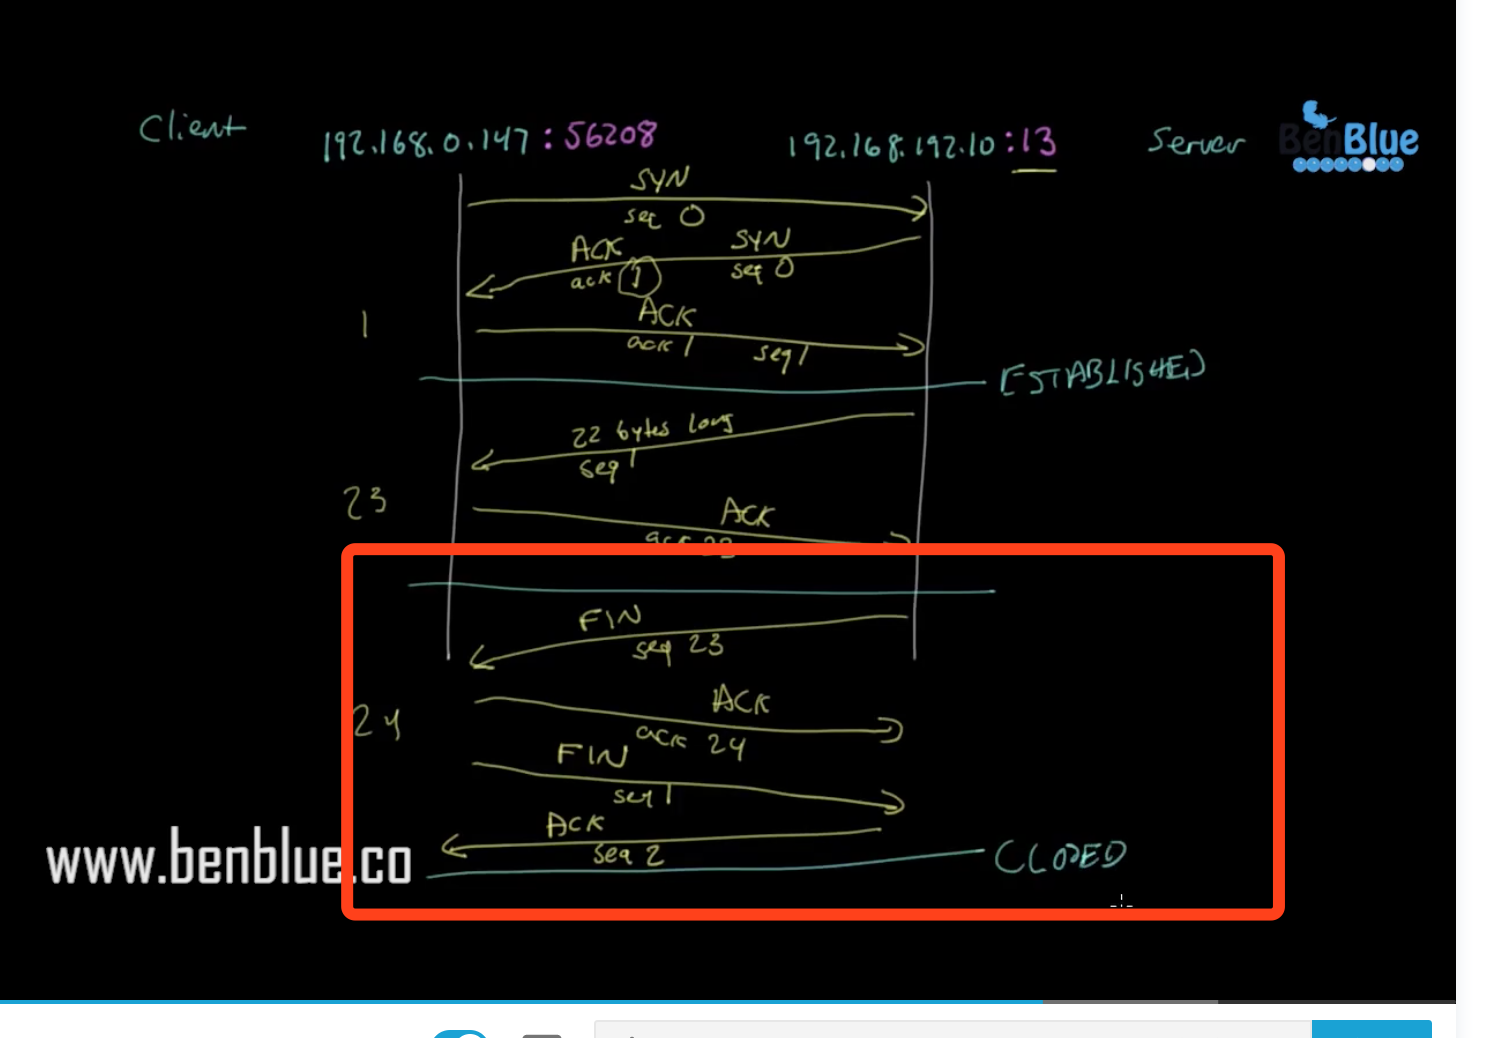 Client 192.168.0.147:56208 192.168.192.10:13 Server BenBlue
SYN
seq 0
ACK SYN
ack 1 seq 0
ACK
1
ack 1 seq 1
ESTABLISHED
22 bytes long
seq 1
23
ACK
FIN
seq 23
ACK
24
ack 24
FIN
seq 1
ACK
seq 2
CLOSED
www.benblue.co